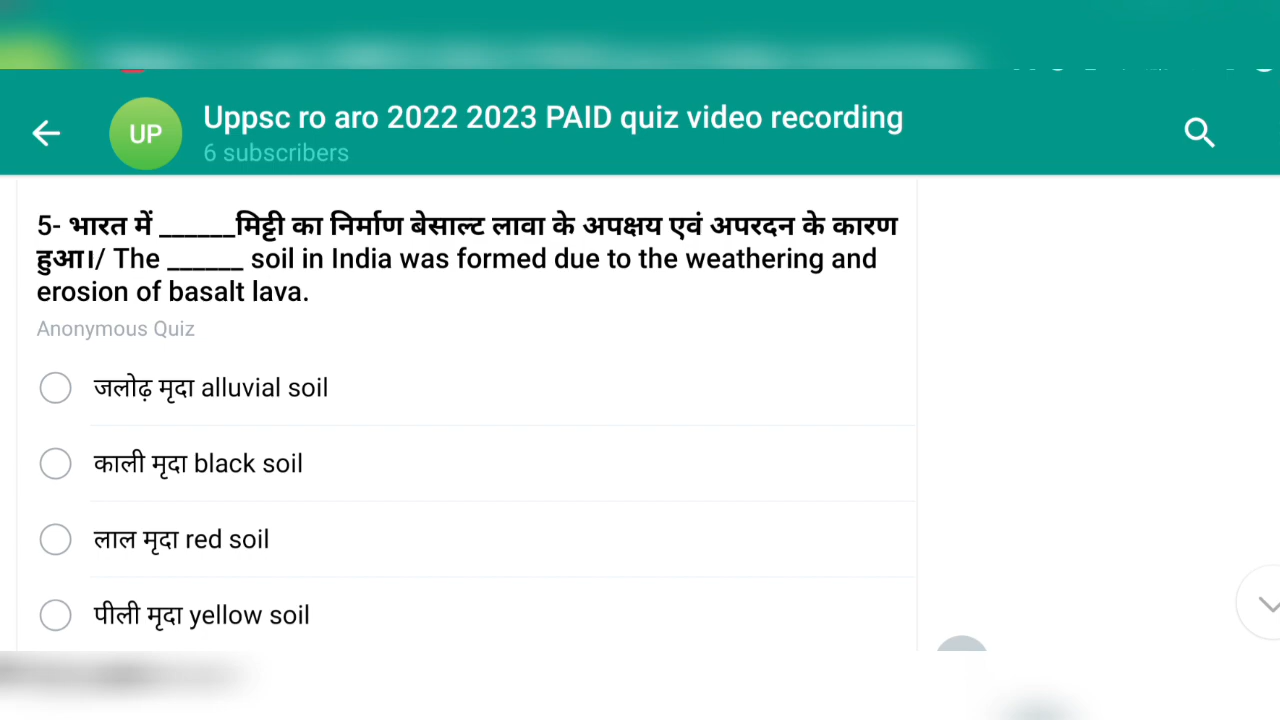 UP
Uppsc ro aro 2022 2023 PAID quiz video recording
6 subscribers
5- भारत में ______मिट्टी का निर्माण बेसाल्ट लावा के अपक्षय एवं अपरदन के कारण
हुआ।/ The ______ soil in India was formed due to the weathering and
erosion of basalt lava.
Anonymous Quiz
जलोढ़ मृदा alluvial soil
काली मृदा black soil
लाल मृदा red soil
पीली मृदा yellow soil